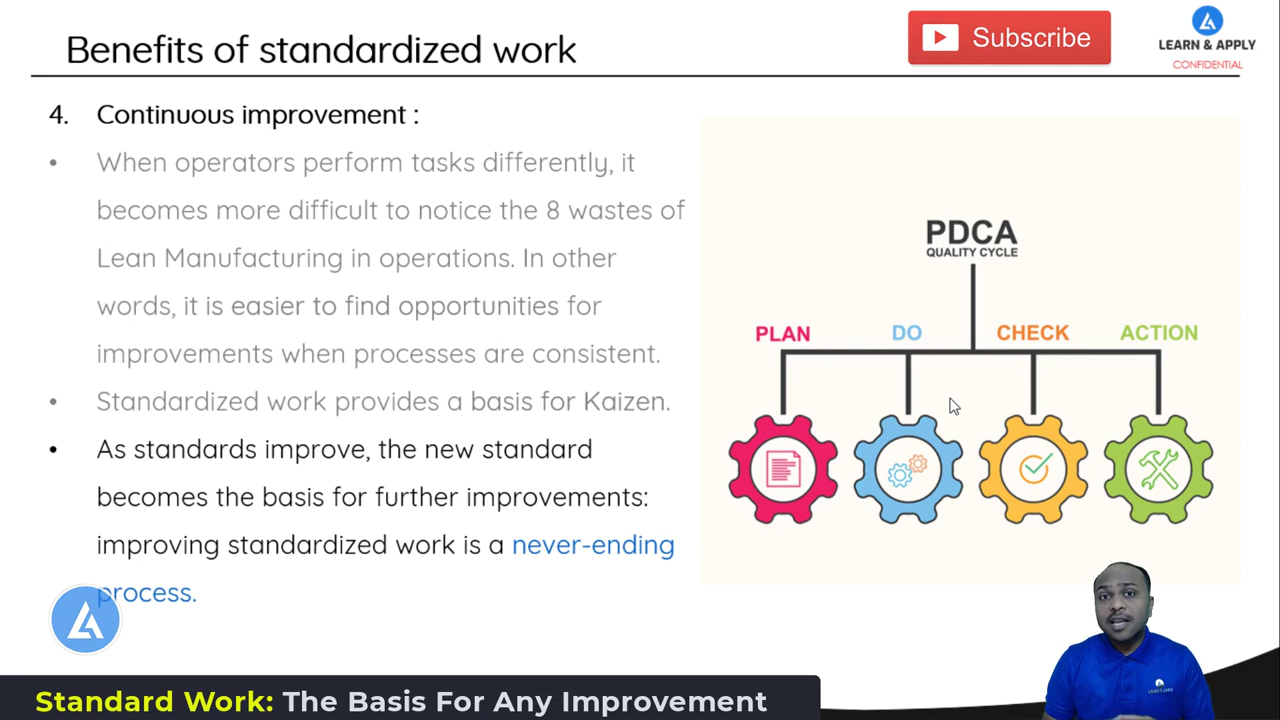 Benefits of standardized work
Subscribe
LEARN & APPLY
CONFIDENTIAL
4. Continuous improvement :
• When operators perform tasks differently, it
becomes more difficult to notice the 8 wastes of
Lean Manufacturing in operations. In other
words, it is easier to find opportunities for
improvements when processes are consistent.
• Standardized work provides a basis for Kaizen.
• As standards improve, the new standard
becomes the basis for further improvements:
improving standardized work is a never-ending
process.
PDCA
QUALITY CYCLE
PLAN DO CHECK ACTION
Standard Work: The Basis For Any Improvement